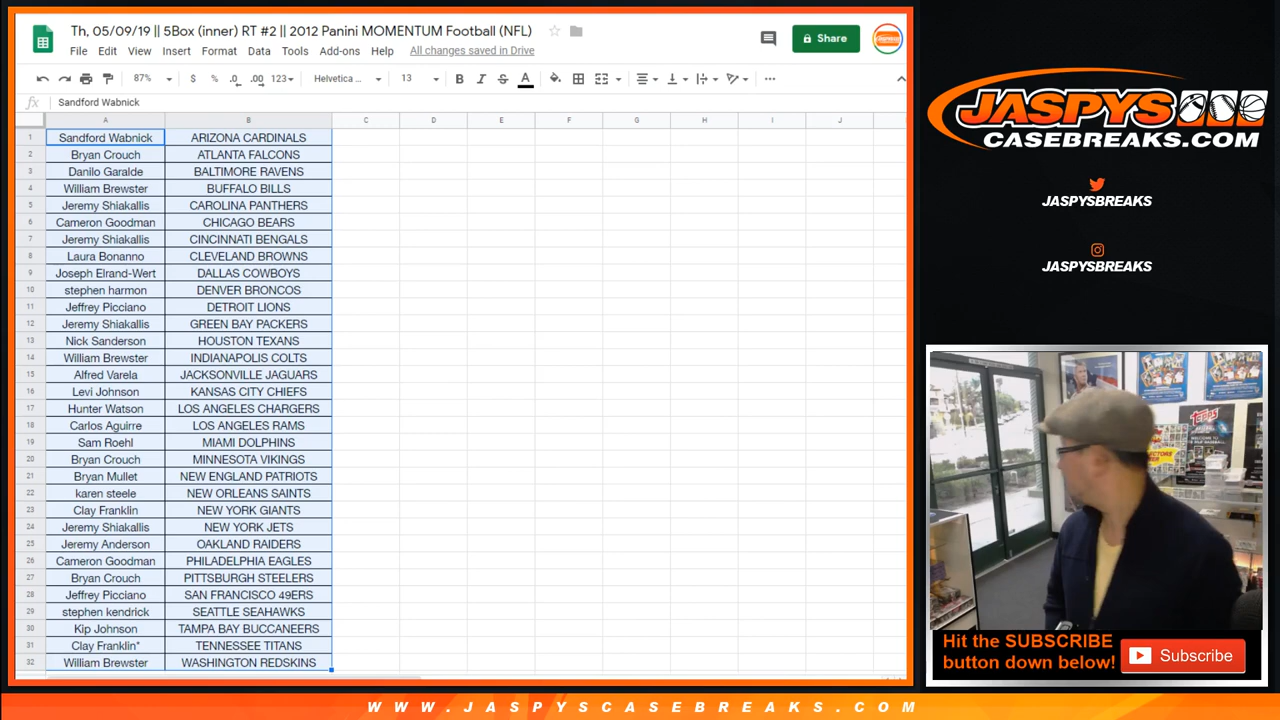 Th, 05/09/19 || 5Box (inner) RT #2 || 2012 Panini MOMENTUM Football (NFL)
File Edit View Insert Format Data Tools Add-ons Help All changes saved in Drive
Share
87% $ % .0 .00 123 Helvetica ... 13 B I S A
fx Sandford Wabnick
A B C D E F G H I J
1 Sandford Wabnick ARIZONA CARDINALS
2 Bryan Crouch ATLANTA FALCONS
3 Danilo Garalde BALTIMORE RAVENS
4 William Brewster BUFFALO BILLS
5 Jeremy Shiakallis CAROLINA PANTHERS
6 Cameron Goodman CHICAGO BEARS
7 Jeremy Shiakallis CINCINNATI BENGALS
8 Laura Bonanno CLEVELAND BROWNS
9 Joseph Elrand-Wert DALLAS COWBOYS
10 stephen harmon DENVER BRONCOS
11 Jeffrey Picciano DETROIT LIONS
12 Jeremy Shiakallis GREEN BAY PACKERS
13 Nick Sanderson HOUSTON TEXANS
14 William Brewster INDIANAPOLIS COLTS
15 Alfred Varela JACKSONVILLE JAGUARS
16 Levi Johnson KANSAS CITY CHIEFS
17 Hunter Watson LOS ANGELES CHARGERS
18 Carlos Aguirre LOS ANGELES RAMS
19 Sam Roehl MIAMI DOLPHINS
20 Bryan Crouch MINNESOTA VIKINGS
21 Bryan Mullet NEW ENGLAND PATRIOTS
22 karen steele NEW ORLEANS SAINTS
23 Clay Franklin NEW YORK GIANTS
24 Jeremy Shiakallis NEW YORK JETS
25 Jeremy Anderson OAKLAND RAIDERS
26 Cameron Goodman PHILADELPHIA EAGLES
27 Bryan Crouch PITTSBURGH STEELERS
28 Jeffrey Picciano SAN FRANCISCO 49ERS
29 stephen kendrick SEATTLE SEAHAWKS
30 Kip Johnson TAMPA BAY BUCCANEERS
31 Clay Franklin* TENNESSEE TITANS
32 William Brewster WASHINGTON REDSKINS
JASPYS
CASEBREAKS.COM
JASPYSBREAKS
JASPYSBREAKS
TOPPS
Hit the SUBSCRIBE
button down below!
Subscribe
WWW.JASPYSCASEBREAKS.COM